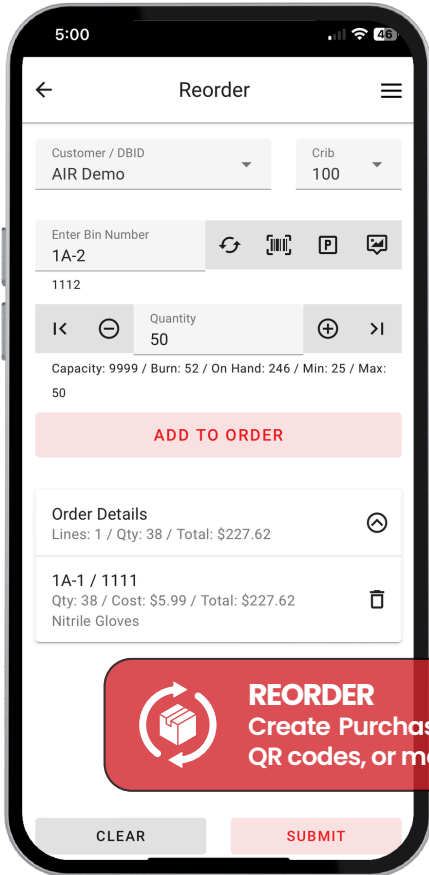 5:00
46
Reorder
Customer / DBID
AIR Demo
Crib
100
Enter Bin Number
1A-2
P
1112
Quantity
50
Capacity: 9999 / Burn: 52 / On Hand: 246 / Min: 25 / Max:
50
ADD TO ORDER
Order Details
Lines: 1 / Qty: 38 / Total: $227.62
1A-1 / 1111
Qty: 38 / Cost: $5.99 / Total: $227.62
Nitrile Gloves
REORDER
Create Purchas
QR codes, or m
CLEAR
SUBMIT